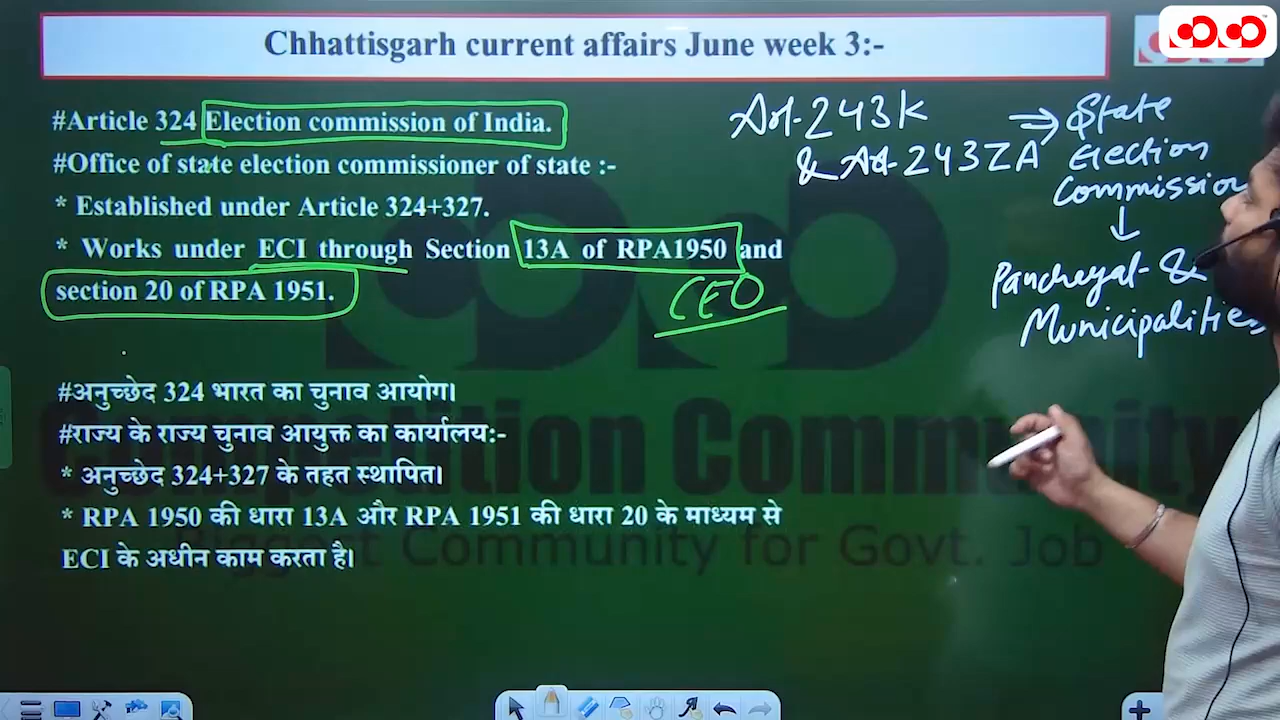 Chhattisgarh current affairs June week 3:-
#Article 324 Election commission of India.
#Office of state election commissioner of state :-
* Established under Article 324+327.
* Works under ECI through Section 13A of RPA1950 and
section 20 of RPA 1951.
CEO
Art-243K
& Art-243ZA ⇒ State
Election
Commission
↓
Panchayat &
Municipalities
#अनुच्छेद 324 भारत का चुनाव आयोग।
#राज्य के राज्य चुनाव आयुक्त का कार्यालय:-
* अनुच्छेद 324+327 के तहत स्थापित।
* RPA 1950 की धारा 13A और RPA 1951 की धारा 20 के माध्यम से
ECI के अधीन काम करता है।
Competition Community
Biggest Community for Govt. Job